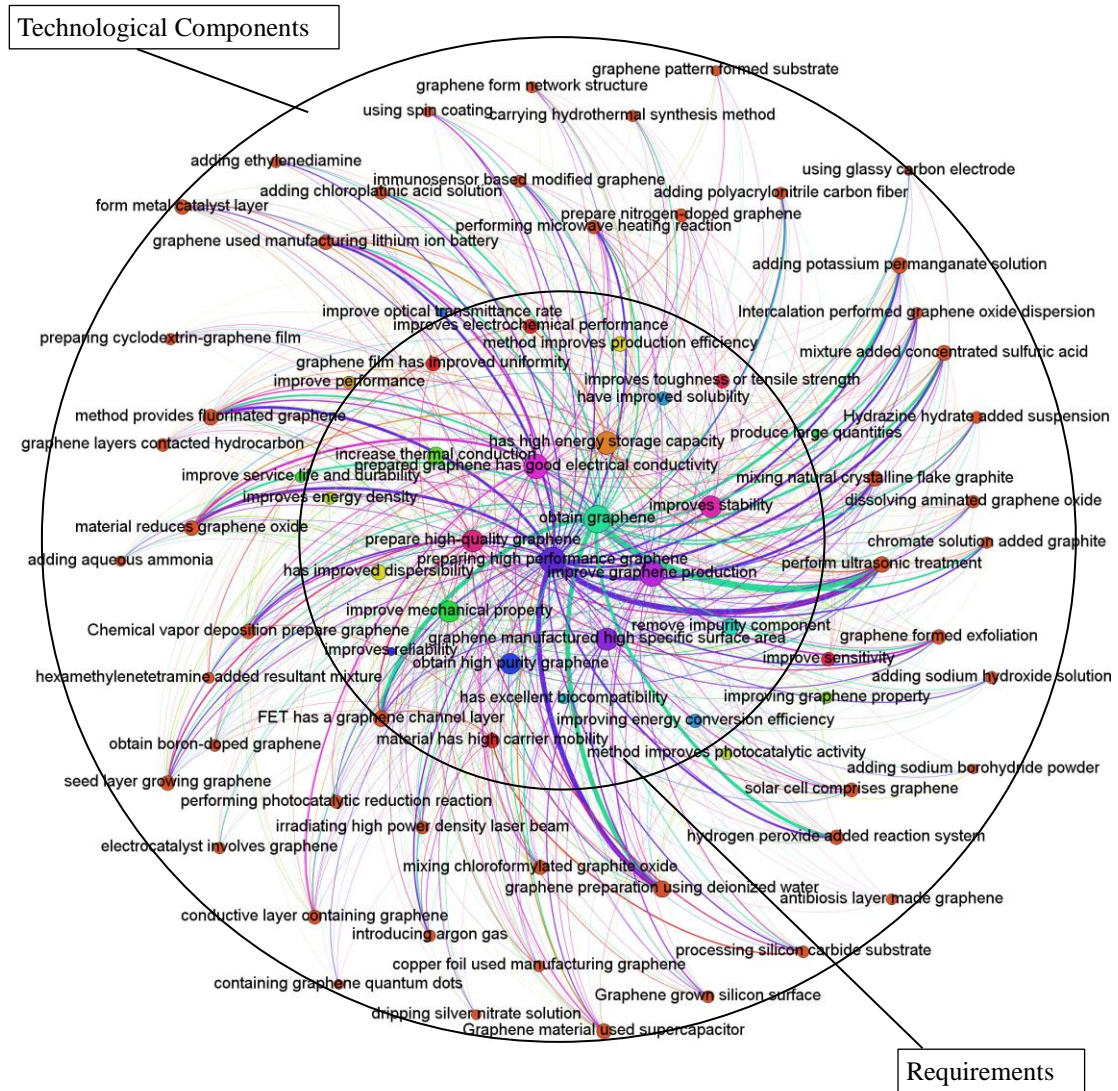 Technological Components
graphene pattern formed substrate
graphene form network structure
using spin coating
carrying hydrothermal synthesis method
adding ethylenediamine
using glassy carbon electrode
immunosensor based modified graphene
adding chloroplatinic acid solution
adding polyacrylonitrile carbon fiber
form metal catalyst layer
prepare nitrogen-doped graphene
performing microwave heating reaction
graphene used manufacturing lithium ion battery
adding potassium permanganate solution
improve optical transmittance rate
Intercalation performed graphene oxide dispersion
improves electrochemical performance
preparing cyclodextrin-graphene film
method improves production efficiency
mixture added concentrated sulfuric acid
graphene film has improved uniformity
improve performance
improves toughness or tensile strength
have improved solubility
method provides fluorinated graphene
Hydrazine hydrate added suspension
produce large quantities
graphene layers contacted hydrocarbon
has high energy storage capacity
increase thermal conduction
prepared graphene has good electrical conductivity
improve service life and durability
mixing natural crystalline flake graphite
improves energy density
dissolving aminated graphene oxide
improves stability
obtain graphene
material reduces graphene oxide
prepare high-quality graphene
chromate solution added graphite
adding aqueous ammonia
preparing high performance graphene
perform ultrasonic treatment
has improved dispersibility
improve graphene production
improve mechanical property
remove impurity component
Chemical vapor deposition prepare graphene
graphene manufactured high specific surface area
graphene formed exfoliation
improves reliability
improve sensitivity
obtain high purity graphene
hexamethylenetetramine added resultant mixture
adding sodium hydroxide solution
has excellent biocompatibility
improving graphene property
FET has a graphene channel layer
improving energy conversion efficiency
material has high carrier mobility
obtain boron-doped graphene
method improves photocatalytic activity
adding sodium borohydride powder
seed layer growing graphene
solar cell comprises graphene
performing photocatalytic reduction reaction
irradiating high power density laser beam
hydrogen peroxide added reaction system
electrocatalyst involves graphene
mixing chloroformylated graphite oxide
graphene preparation using deionized water
antibiosis layer made graphene
conductive layer containing graphene
introducing argon gas
processing silicon carbide substrate
copper foil used manufacturing graphene
containing graphene quantum dots
Graphene grown silicon surface
dripping silver nitrate solution
Graphene material used supercapacitor
Requirements